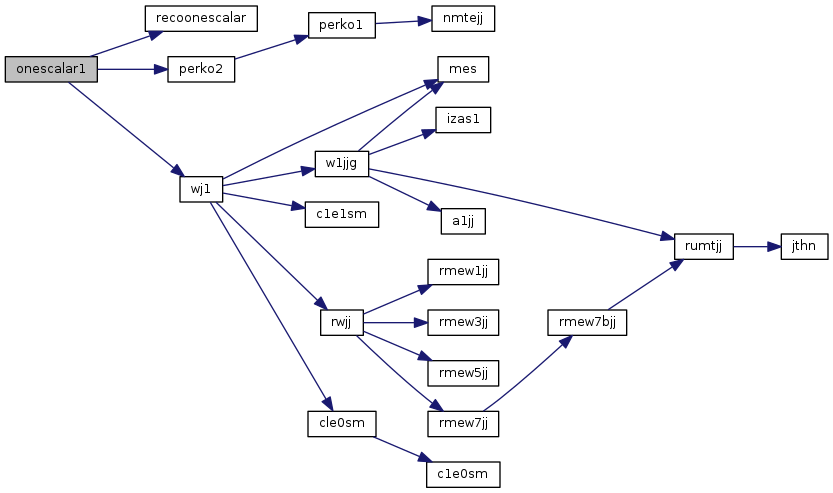 onescalar1
recoonescalar
perko2
perko1
nmtejj
wj1
mes
w1jjg
izas1
a1jj
c1e1sm
rumtjj
jthn
rwjj
rmew1jj
rmew3jj
rmew5jj
rmew7jj
rmew7bjj
cle0sm
c1e0sm